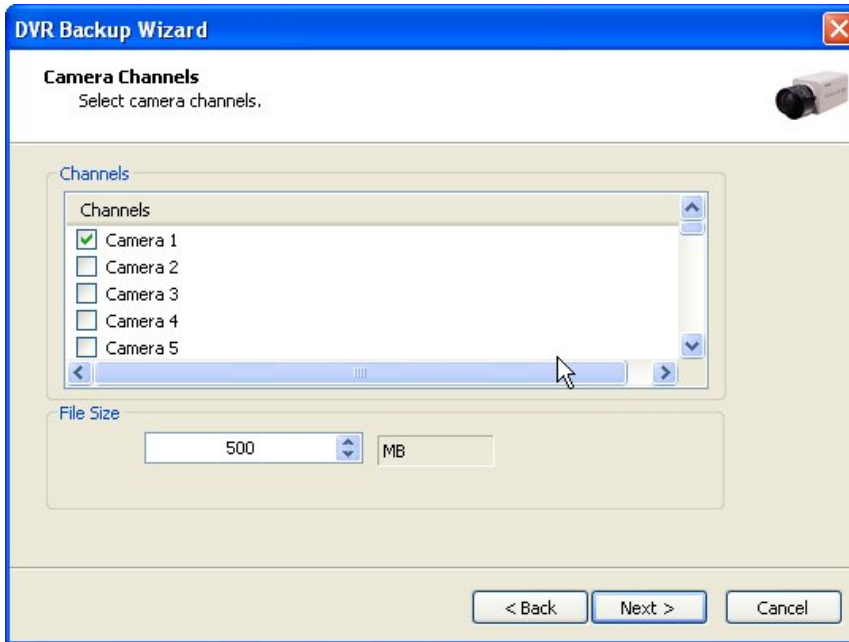 DVR Backup Wizard
Camera Channels
Select camera channels.
Channels
Channels
Camera 1
Camera 2
Camera 3
Camera 4
Camera 5
File Size
500 MB
< Back Next > Cancel